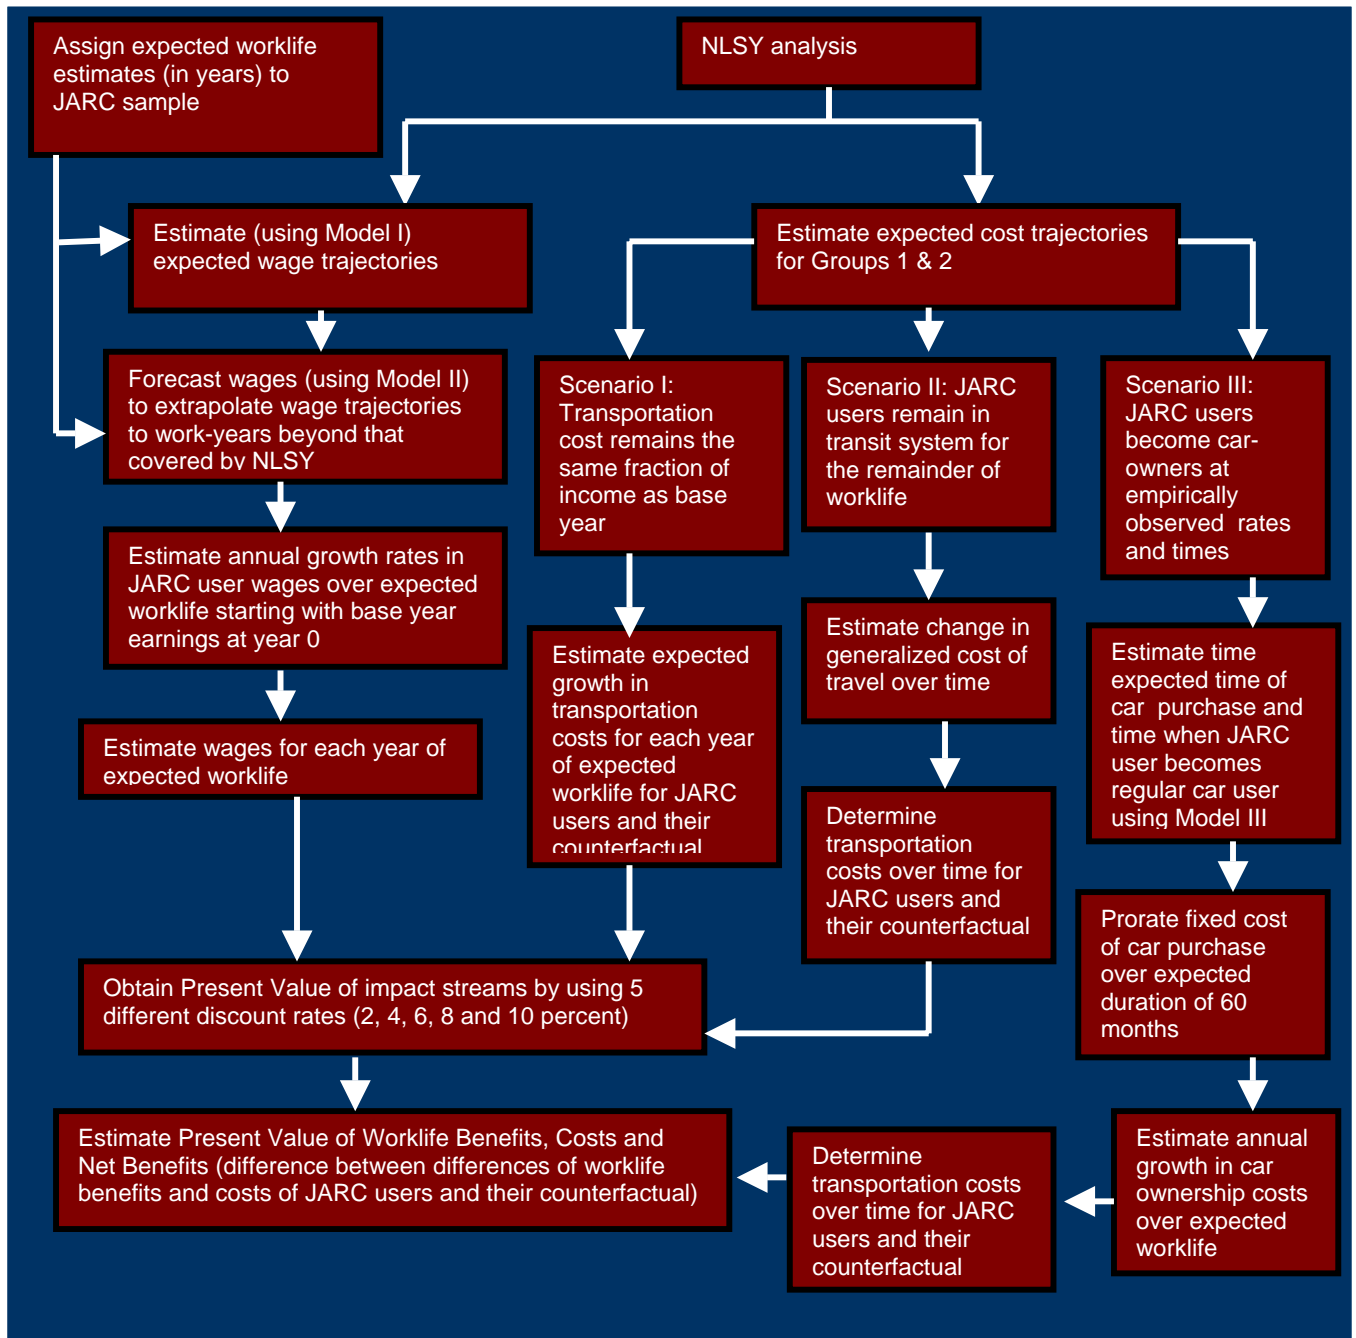 Assign expected worklife
estimates (in years) to
JARC sample
NLSY analysis
Estimate (using Model I)
expected wage trajectories
Estimate expected cost trajectories
for Groups 1 & 2
Forecast wages (using Model II)
to extrapolate wage trajectories
to work-years beyond that
covered by NLSY
Scenario I:
Transportation
cost remains the
same fraction of
income as base
year
Scenario II: JARC
users remain in
transit system for
the remainder of
worklife
Scenario III:
JARC users
become car-
owners at
empirically
observed rates
and times
Estimate annual growth rates in
JARC user wages over expected
worklife starting with base year
earnings at year 0
Estimate expected
growth in
transportation
costs for each year
of expected
worklife for JARC
users and their
counterfactual
Estimate change in
generalized cost of
travel over time
Estimate time
expected time of
car purchase and
time when JARC
user becomes
regular car user
using Model III
Estimate wages for each year of
expected worklife
Determine
transportation
costs over time for
JARC users and
their counterfactual
Prorate fixed cost
of car purchase
over expected
duration of 60
months
Obtain Present Value of impact streams by using 5
different discount rates (2, 4, 6, 8 and 10 percent)
Estimate Present Value of Worklife Benefits, Costs and
Net Benefits (difference between differences of worklife
benefits and costs of JARC users and their counterfactual)
Determine
transportation costs
over time for JARC
users and their
counterfactual
Estimate annual
growth in car
ownership costs
over expected
worklife